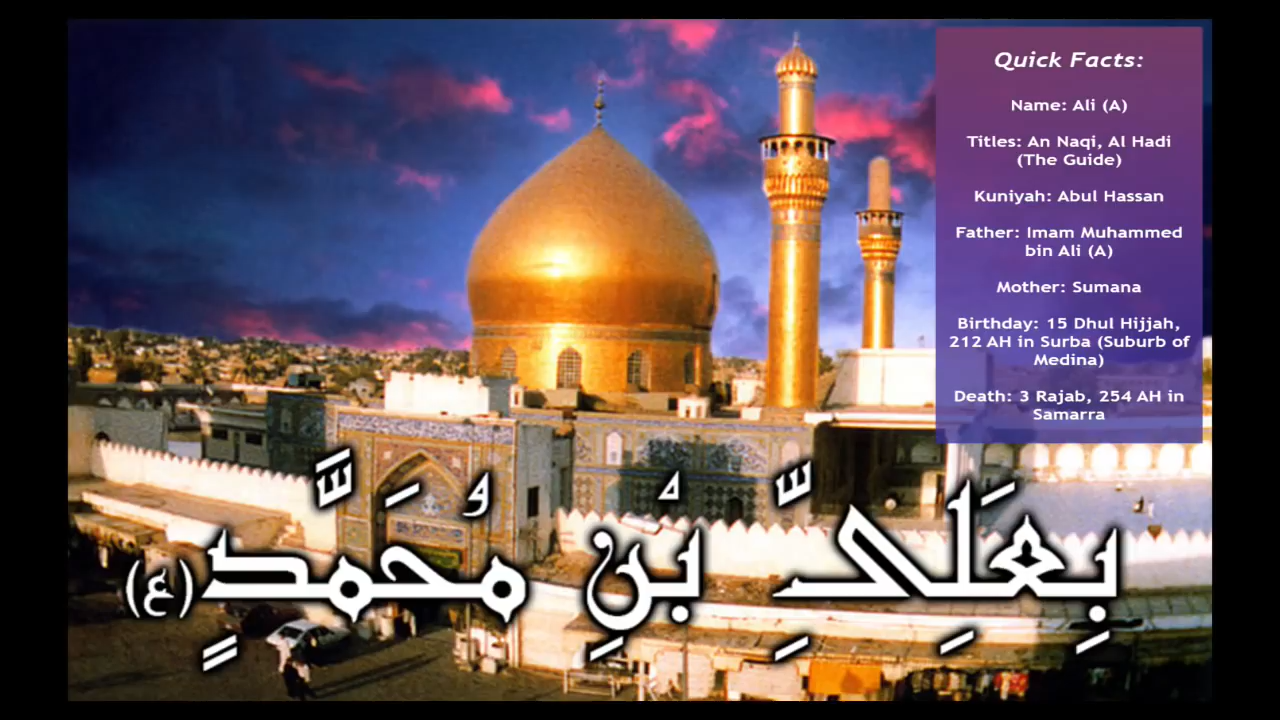 Quick Facts:
Name: Ali (A)
Titles: An Naqi, Al Hadi
(The Guide)
Kuniyah: Abul Hassan
Father: Imam Muhammed
bin Ali (A)
Mother: Sumana
Birthday: 15 Dhul Hijjah,
212 AH in Surba (Suburb of
Medina)
Death: 3 Rajab, 254 AH in
Samarra
بِعَلِيِّ بْنِ مُحَمَّدٍ (ع)